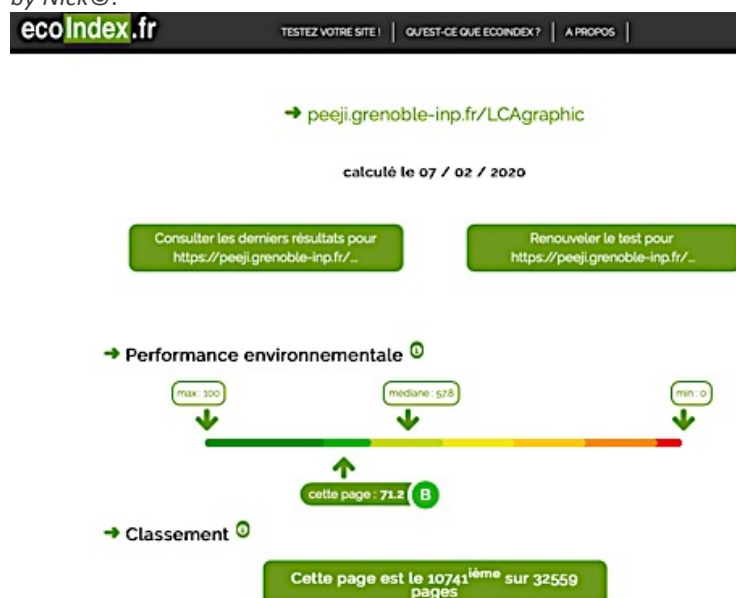 by Nick©.
ecoIndex.fr
TESTEZ VOTRE SITE ! | QU'EST-CE QUE ECOINDEX ? | A PROPOS |
➔ peeji.grenoble-inp.fr/LCAgraphic
calculé le 07 / 02 / 2020
Consulter les derniers résultats pour
https://peeji.grenoble-inp.fr/...
Renouveler le test pour
https://peeji.grenoble-inp.fr/...
➔ Performance environnementale
max : 100
médiane : 57.8
min : 0
cette page : 71.2 B
➔ Classement
Cette page est le 10741ième sur 32559
pages